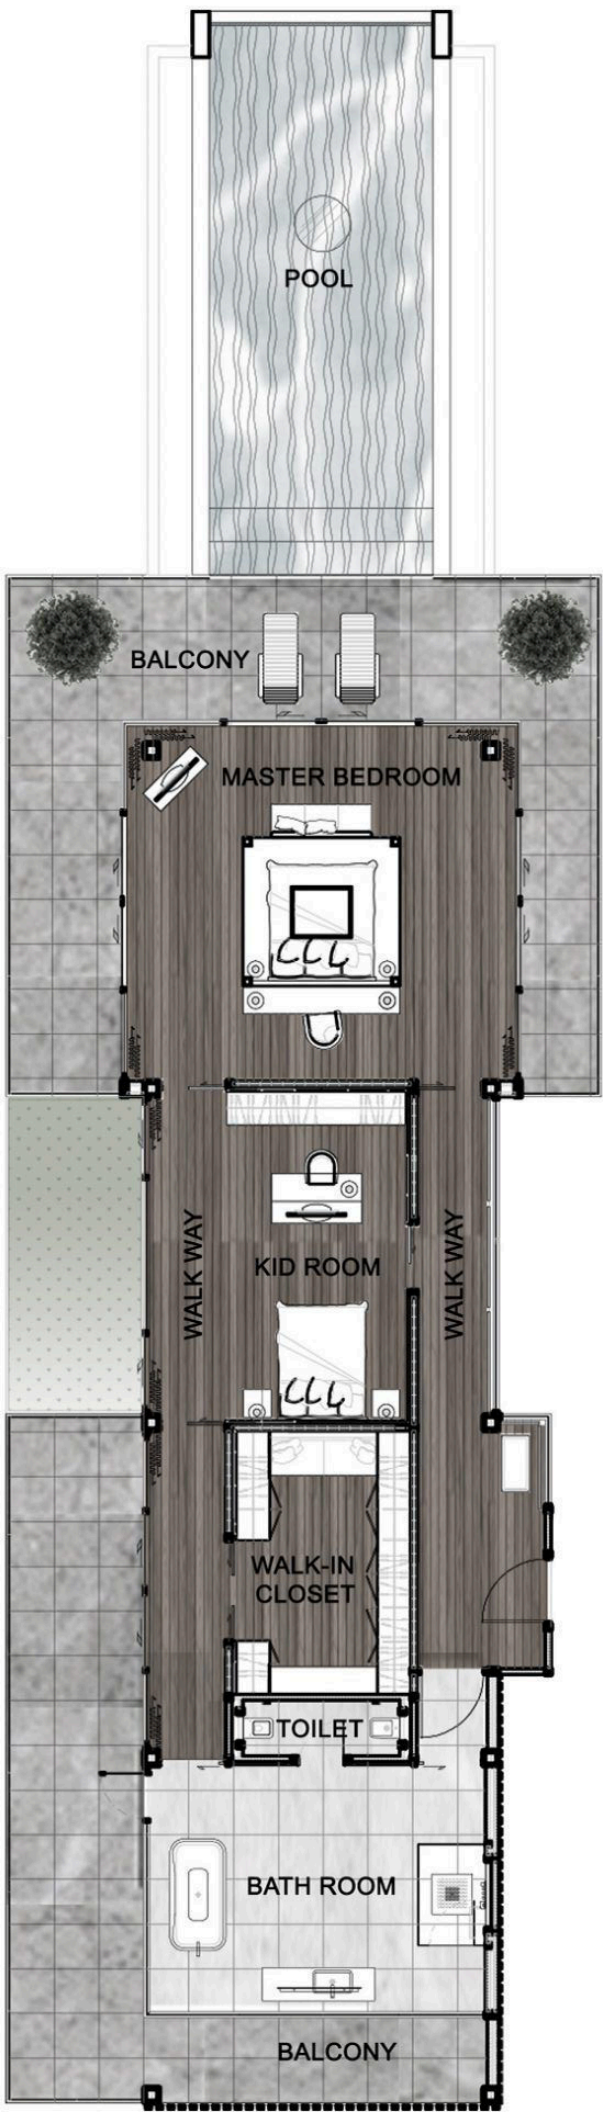 POOL
BALCONY
MASTER BEDROOM
WALK WAY
KID ROOM
WALK WAY
WALK-IN
CLOSET
TOILET
BATH ROOM
BALCONY